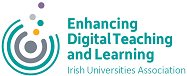 Enhancing
Digital Teaching
and Learning
Irish Universities Association